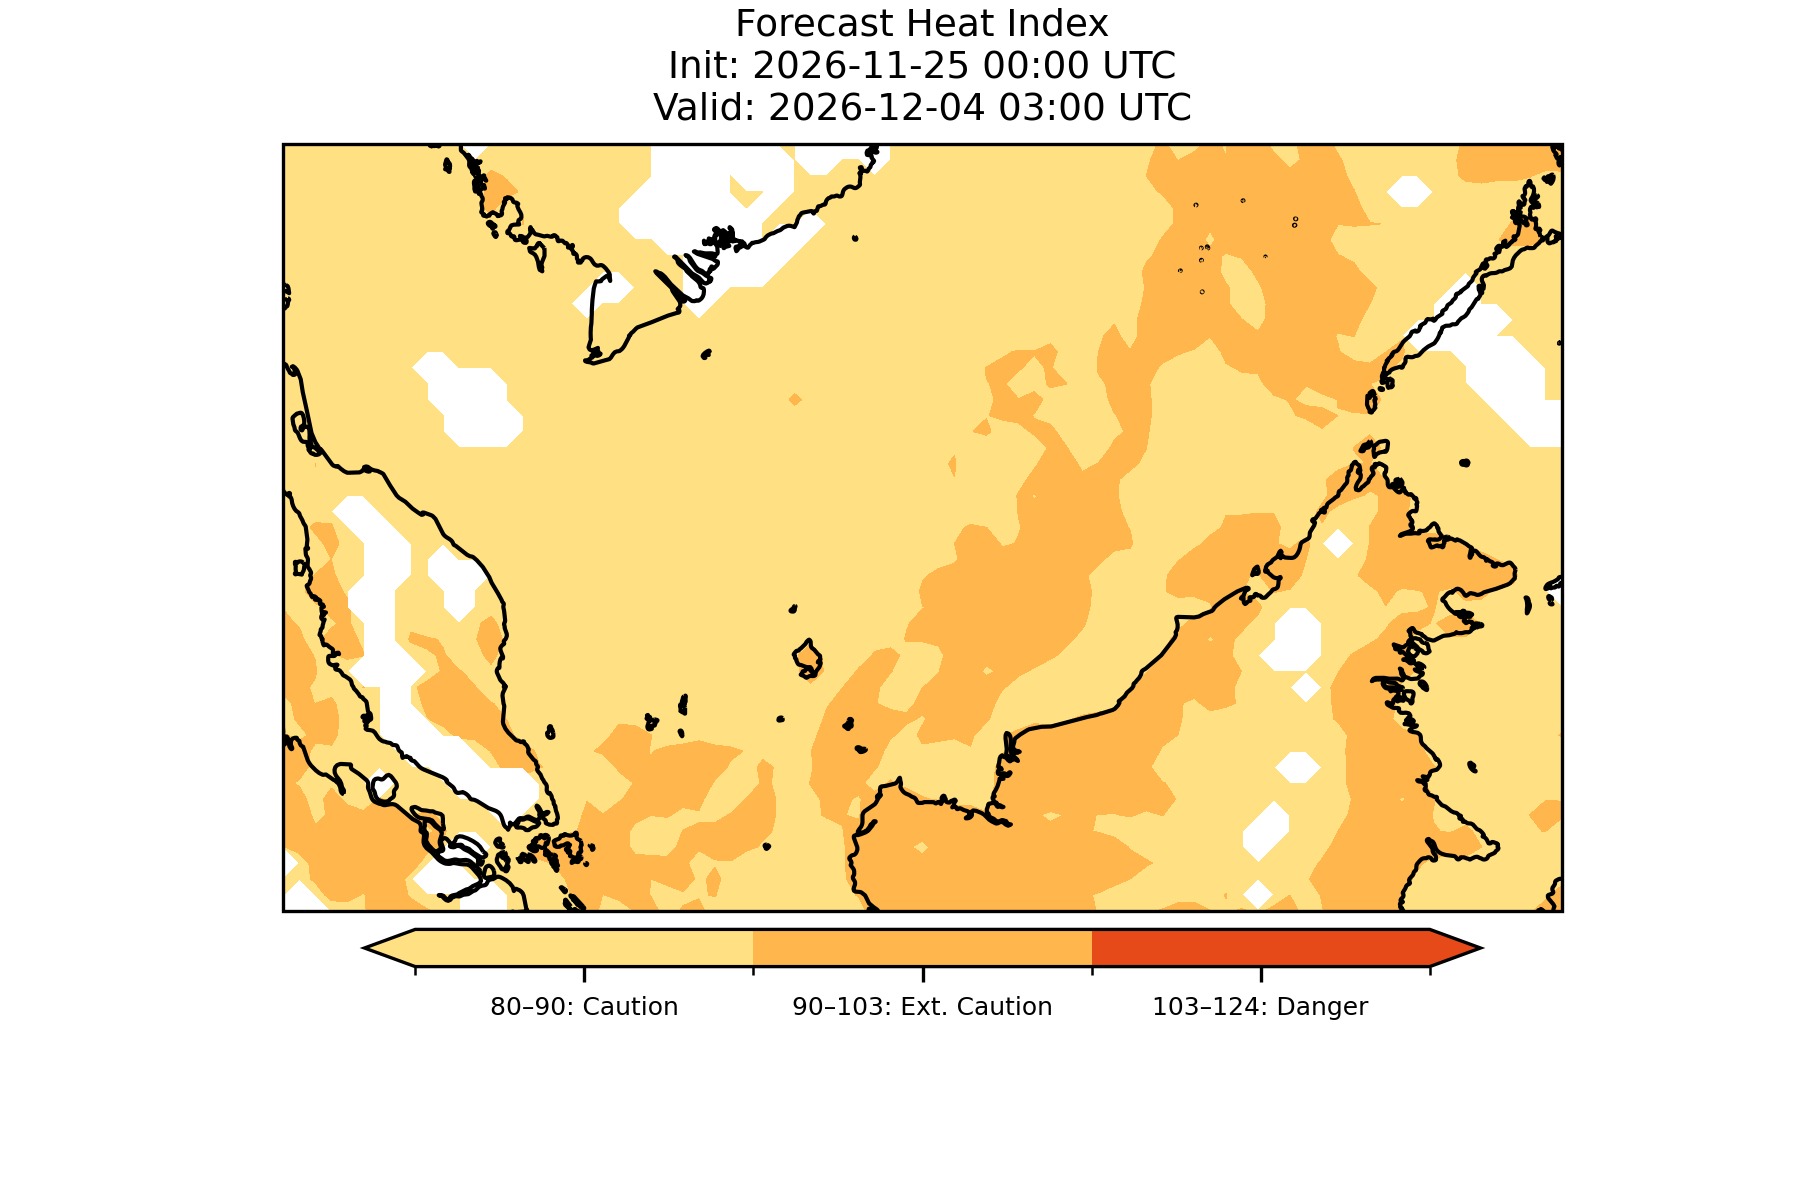 Forecast Heat Index
Init: 2026-11-25 00:00 UTC
Valid: 2026-12-04 03:00 UTC
80–90: Caution
90–103: Ext. Caution
103–124: Danger